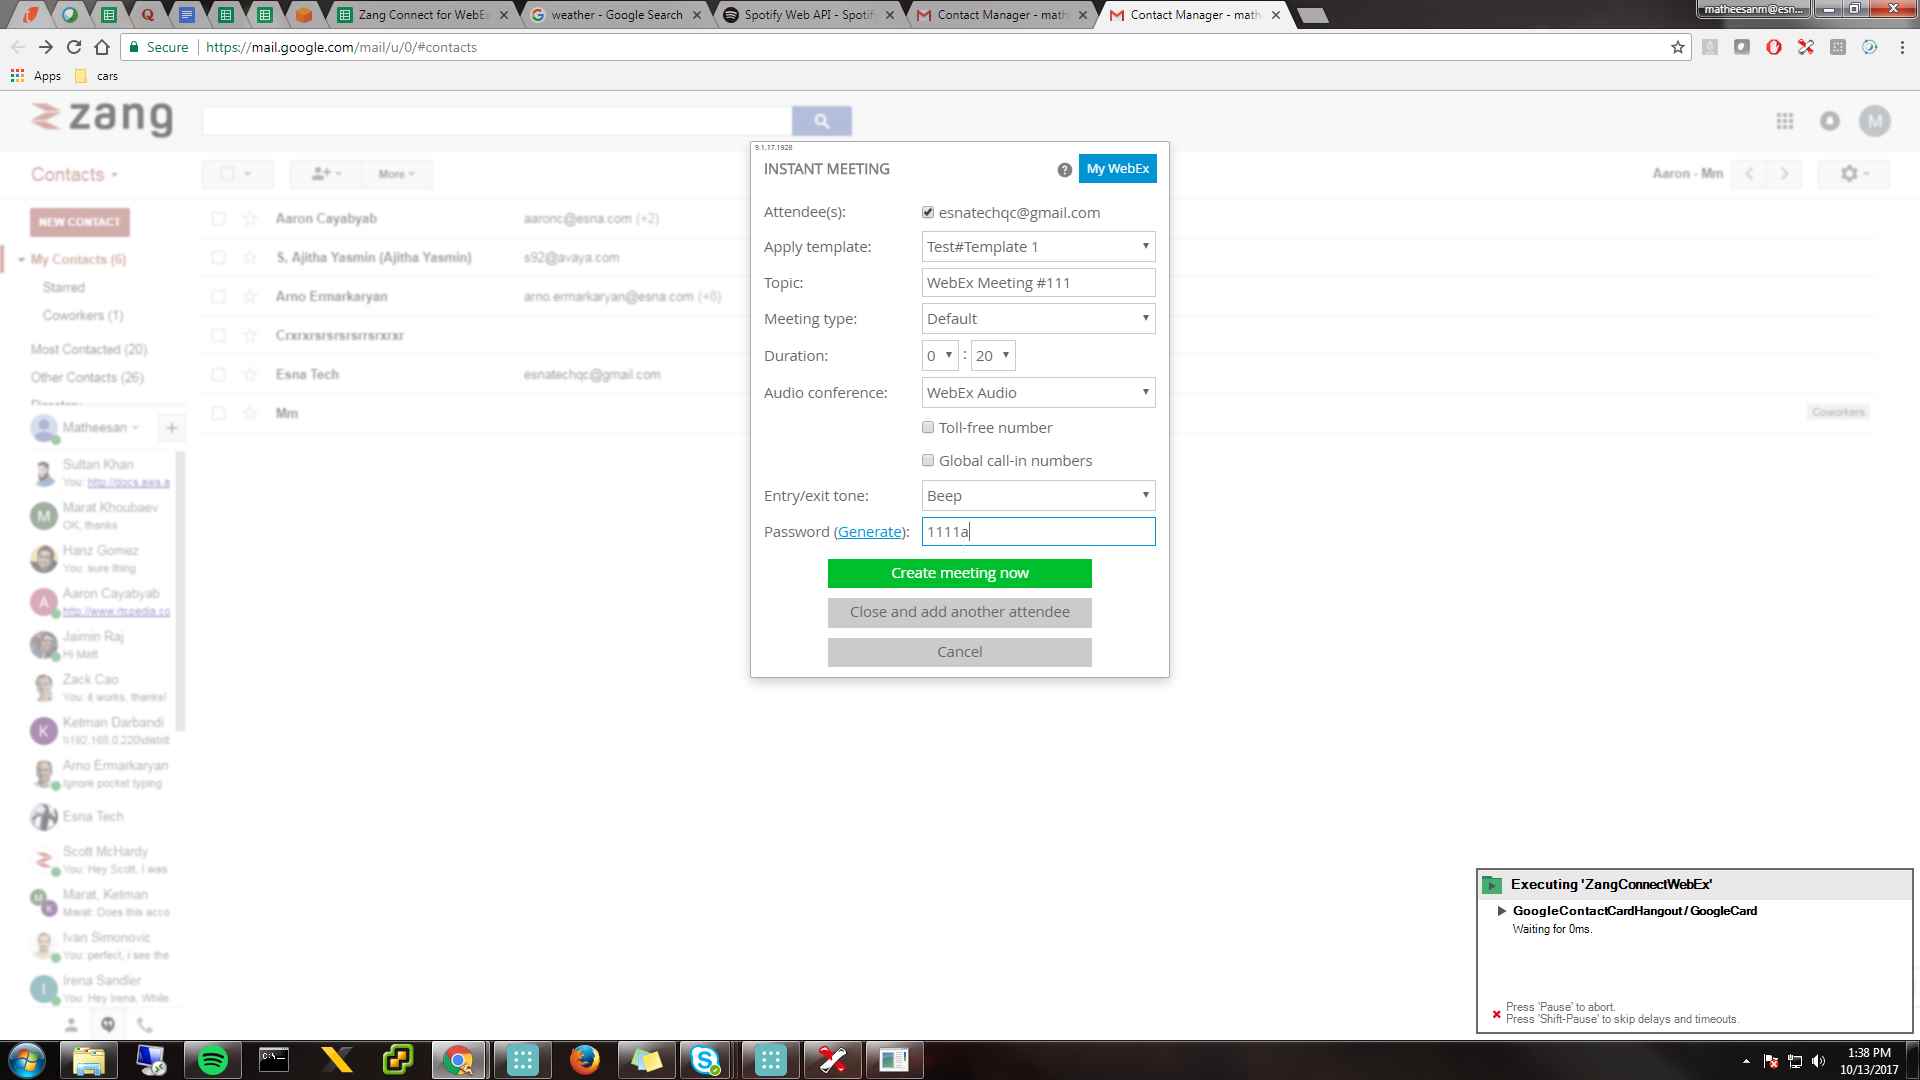 Zang Connect for WebEx
weather - Google Search
Spotify Web API - Spotif
Contact Manager - math
Contact Manager - math
matheesanm@esn...
Secure
https://mail.google.com/mail/u/0/#contacts
Apps
cars
zang
M
Contacts
More
Aaron - Mm
NEW CONTACT
My Contacts (6)
Starred
Coworkers (1)
Most Contacted (20)
Other Contacts (26)
Directory
Aaron Cayabyab
aaronc@esna.com (+2)
S, Ajitha Yasmin (Ajitha Yasmin)
s92@avaya.com
Arno Ermarkaryan
arno.ermarkaryan@esna.com (+6)
Crxrxrsrsrsrrsrxrxr
Esna Tech
esnatechqc@gmail.com
Mm
Coworkers
Matheesan
Sultan Khan
You: http://docs.aws.a
Marat Khoubaev
OK, thanks
Hanz Gomez
You: sure thing
Aaron Cayabyab
http://www.rtcpedia.co
Jaimin Raj
Hi Matt
Zack Cao
You: it works, thanks!
Ketman Darbandi
\\192.168.0.220\distrib
Arno Ermarkaryan
Ignore pocket typing
Esna Tech
Scott McHardy
You: Hey Scott, I was
Marat, Ketman
Marat: Does this acco
Ivan Simonovic
You: perfect, i see the
Irena Sandler
You: Hey Irena, While
9.1.17.1928
INSTANT MEETING
My WebEx
Attendee(s):
esnatechqc@gmail.com
Apply template:
Test#Template 1
Topic:
WebEx Meeting #111
Meeting type:
Default
Duration:
0 : 20
Audio conference:
WebEx Audio
Toll-free number
Global call-in numbers
Entry/exit tone:
Beep
Password (Generate):
1111a
Create meeting now
Close and add another attendee
Cancel
Executing 'ZangConnectWebEx'
GoogleContactCardHangout / GoogleCard
Waiting for 0ms.
Press 'Pause' to abort.
Press 'Shift-Pause' to skip delays and timeouts.
1:38 PM
10/13/2017